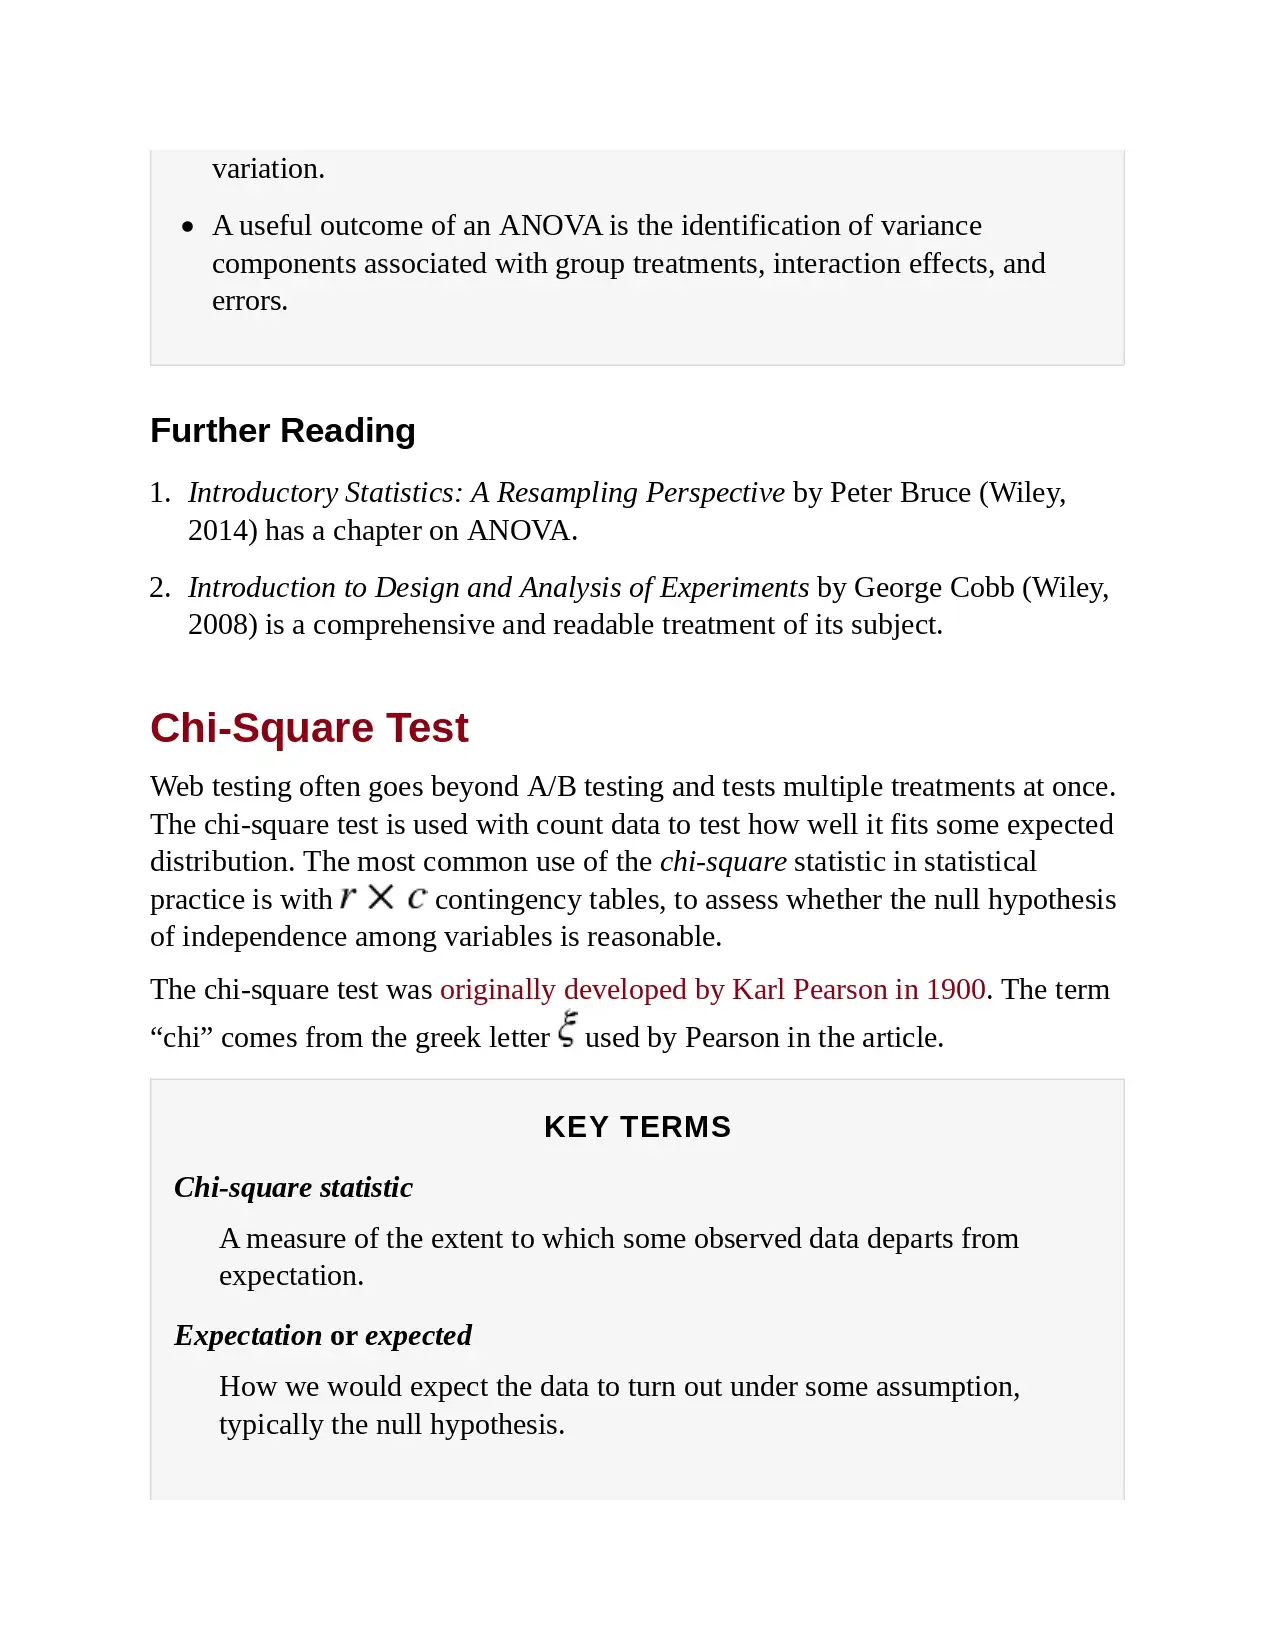 variation.
• A useful outcome of an ANOVA is the identification of variance
components associated with group treatments, interaction effects, and
errors.
Further Reading
1. Introductory Statistics: A Resampling Perspective by Peter Bruce (Wiley,
2014) has a chapter on ANOVA.
2. Introduction to Design and Analysis of Experiments by George Cobb (Wiley,
2008) is a comprehensive and readable treatment of its subject.
Chi-Square Test
Web testing often goes beyond A/B testing and tests multiple treatments at once.
The chi-square test is used with count data to test how well it fits some expected
distribution. The most common use of the chi-square statistic in statistical
practice is with r × c contingency tables, to assess whether the null hypothesis
of independence among variables is reasonable.
The chi-square test was originally developed by Karl Pearson in 1900. The term
“chi” comes from the greek letter ξ used by Pearson in the article.
KEY TERMS
Chi-square statistic
A measure of the extent to which some observed data departs from
expectation.
Expectation or expected
How we would expect the data to turn out under some assumption,
typically the null hypothesis.